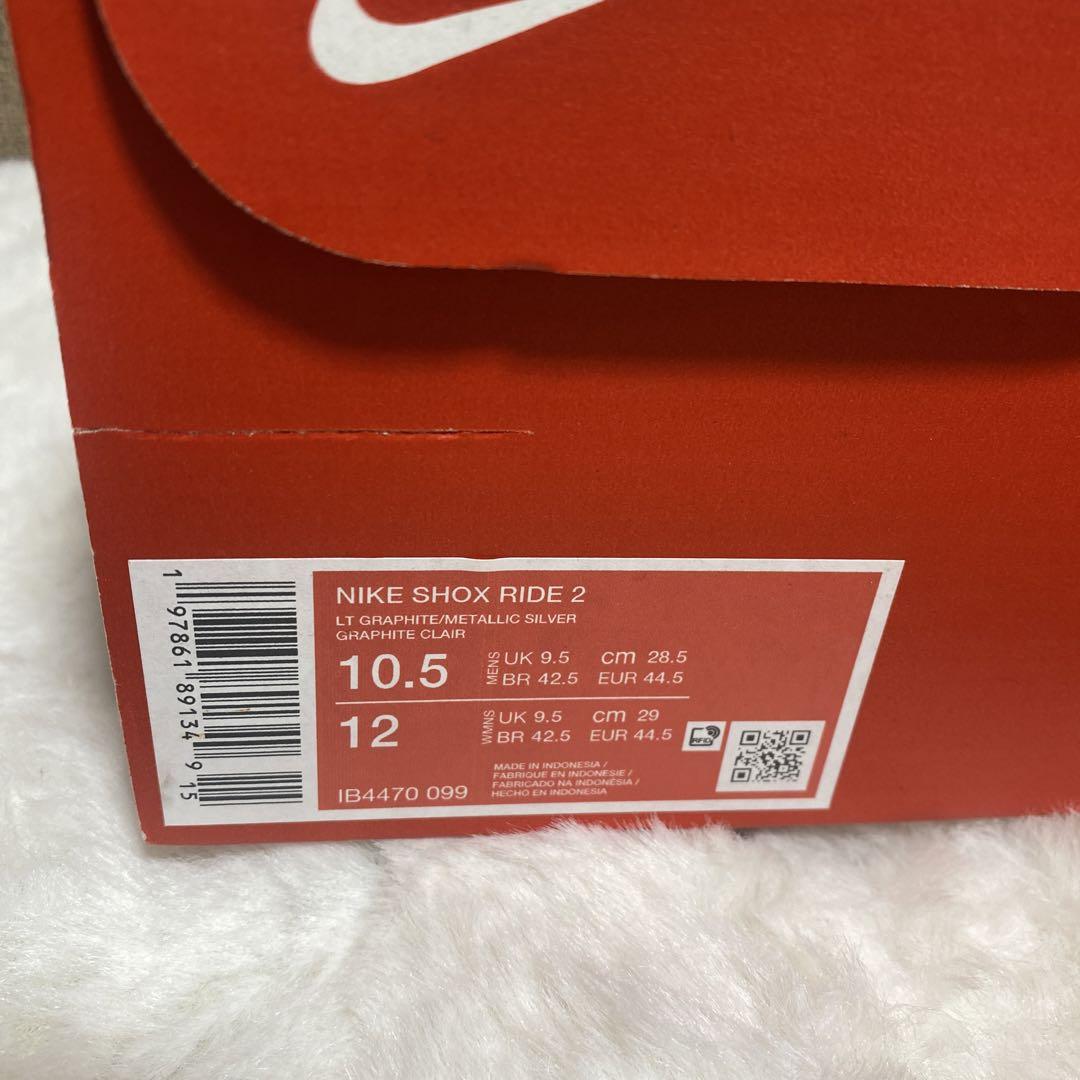 NIKE SHOX RIDE 2
LT GRAPHITE/METALLIC SILVER
GRAPHITE CLAIR
10.5 MENS UK 9.5 cm 28.5
BR 42.5 EUR 44.5
12 WMNS UK 9.5 cm 29
BR 42.5 EUR 44.5
RFID
MADE IN INDONESIA /
FABRIQUE EN INDONESIE /
FABRICADO NA INDONÉSIA /
HECHO EN INDONESIA
IB4470 099
1 97861 89134 9 15